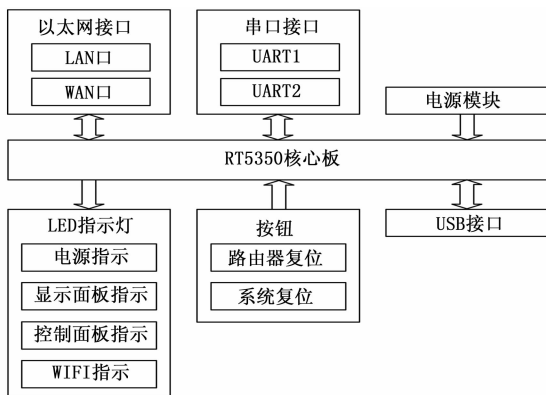 以太网接口
LAN口
WAN口
串口接口
UART1
UART2
电源模块
RT5350核心板
LED指示灯
电源指示
显示面板指示
控制面板指示
WIFI指示
按钮
路由器复位
系统复位
USB接口